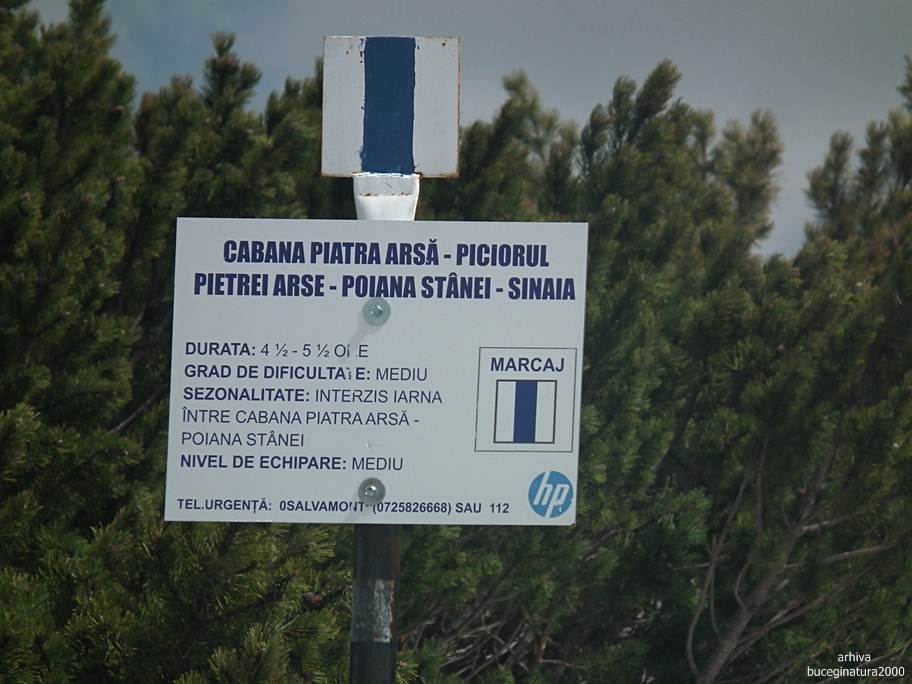 CABANA PIATRA ARSĂ - PICIORUL
PIETREI ARSE - POIANA STÂNEI - SINAIA
DURATA: 4 ½ - 5 ½ ORE
GRAD DE DIFICULTATE: MEDIU
SEZONALITATE: INTERZIS IARNA
ÎNTRE CABANA PIATRA ARSĂ -
POIANA STÂNEI
NIVEL DE ECHIPARE: MEDIU
MARCAJ
hp
TEL.URGENȚĂ: 0SALVAMONT (0725826668) SAU 112
arhiva
buceginatura2000